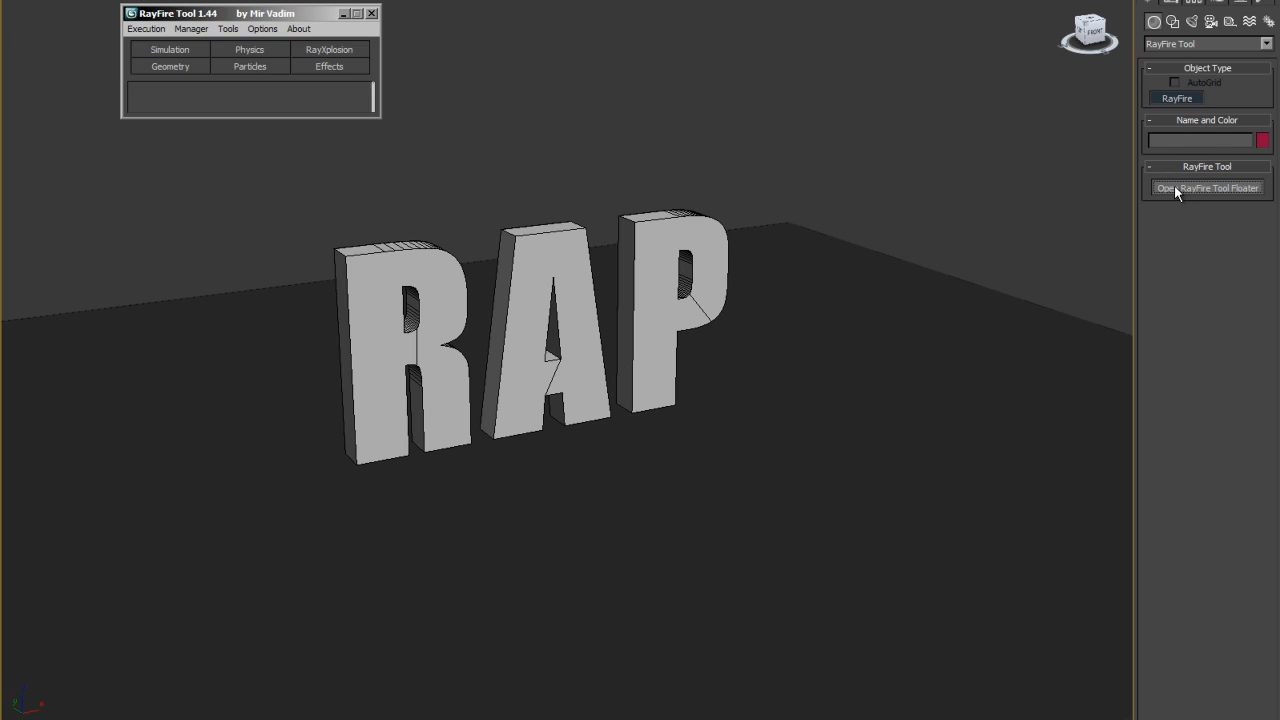 RayFire Tool 1.44 by Mir Vadim
Execution Manager Tools Options About
Simulation Physics RayXplosion
Geometry Particles Effects
FRONT
RayFire Tool
Object Type
AutoGrid
RayFire
Name and Color
RayFire Tool
Open RayFire Tool Floater
RAP